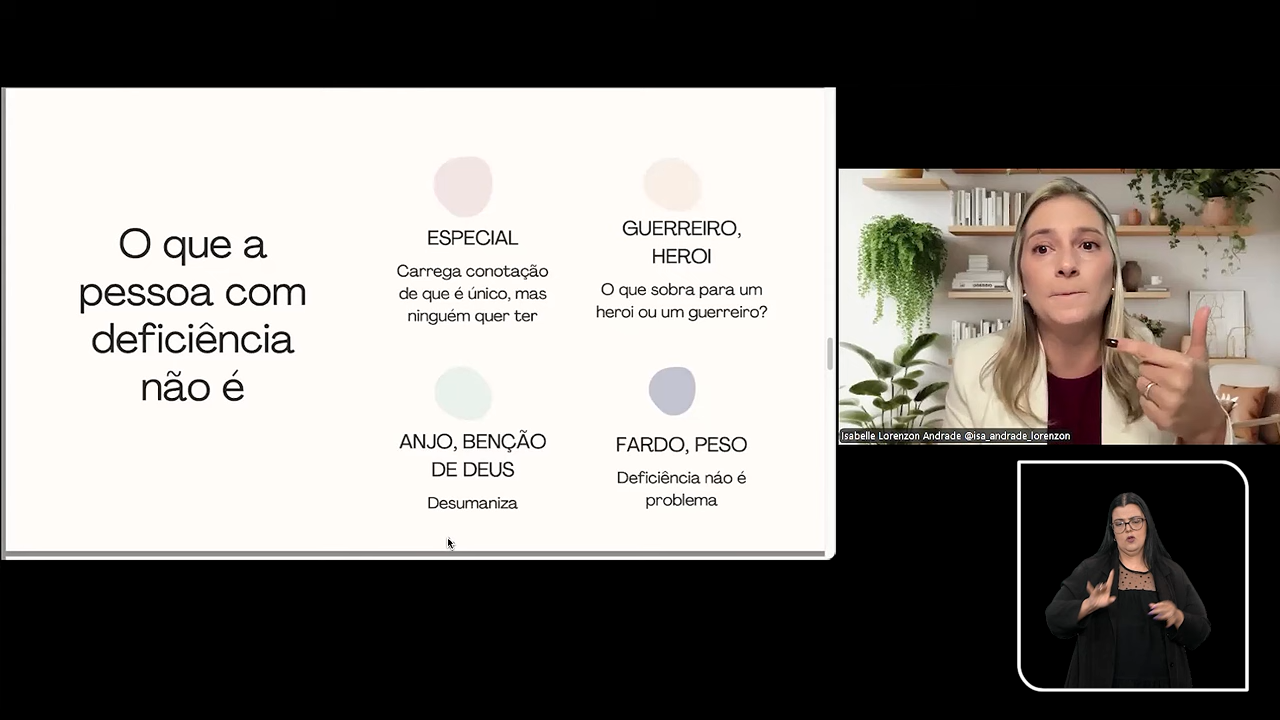 O que a
pessoa com
deficiência
não é
ESPECIAL
Carrega conotação
de que é único, mas
ninguém quer ter
GUERREIRO,
HEROI
O que sobra para um
heroi ou um guerreiro?
ANJO, BENÇÃO
DE DEUS
Desumaniza
FARDO, PESO
Deficiência náo é
problema
Isabelle Lorenzon Andrade @isa_andrade_lorenzon